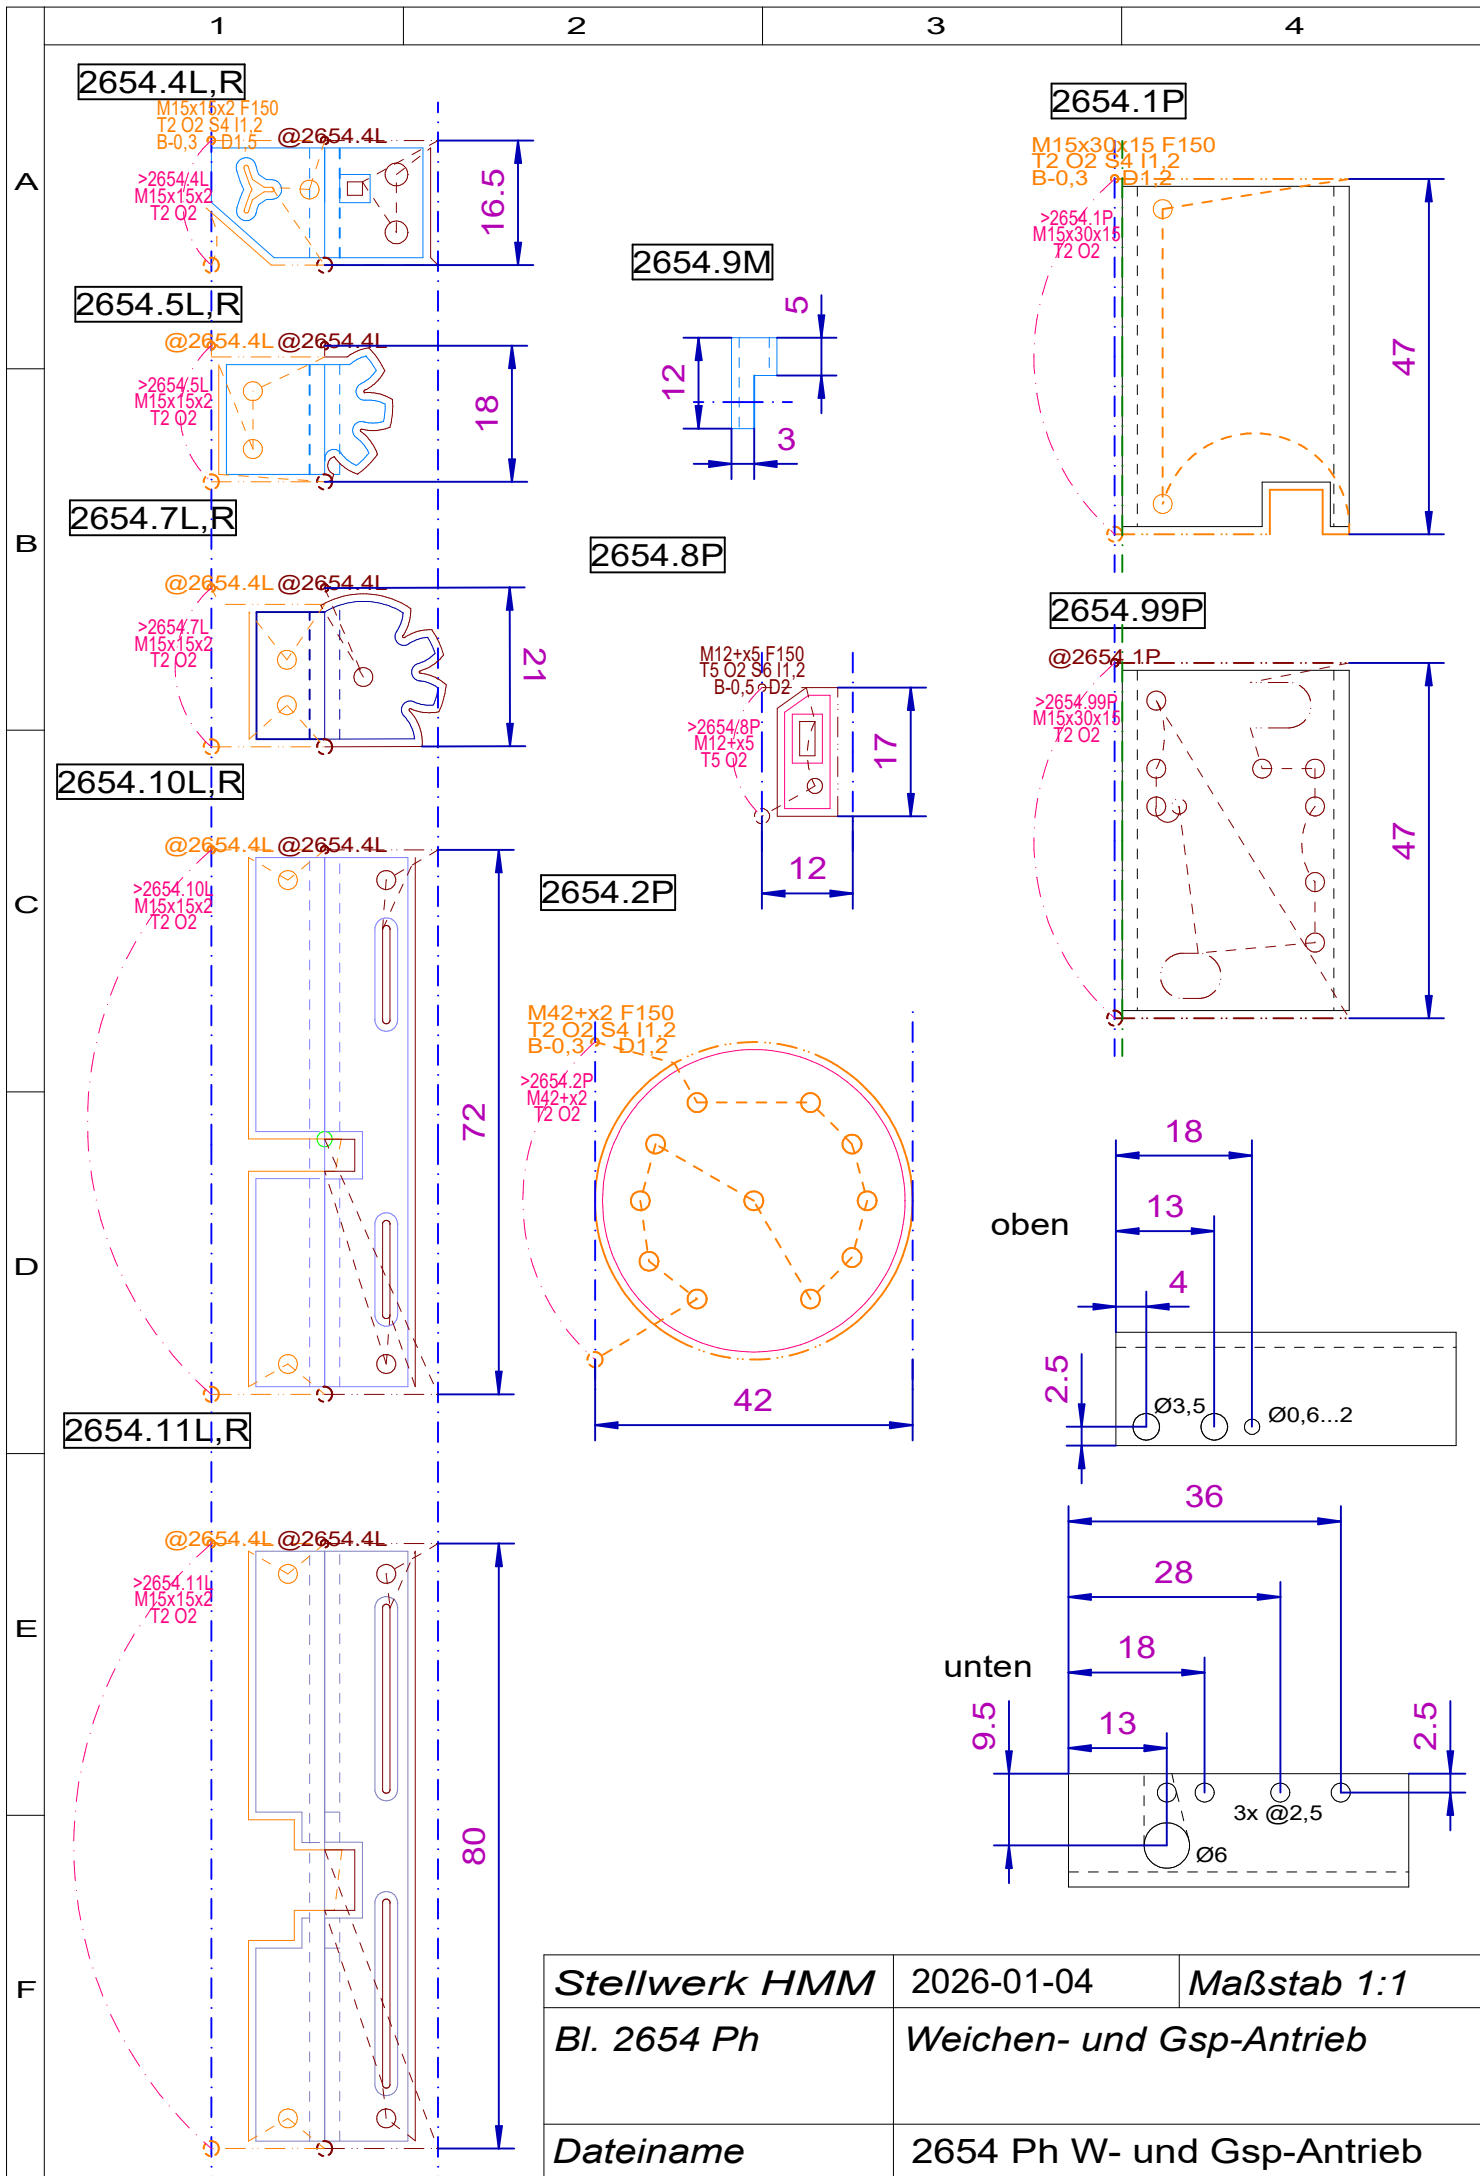 1
2
3
4
A
B
C
D
E
F
2654.4L,R
M15x15x2 F150
T2 O2 S4 I1,2
B-0,3 D1,5
@2654.4L
>2654/4L
M15x15x2
T2 O2
16.5
2654.5L,R
@2654.4L @2654.4L
>2654/5L
M15x15x2
T2 O2
18
2654.7L,R
@2654.4L @2654.4L
>2654.7L
M15x15x2
T2 O2
21
2654.10L,R
@2654.4L @2654.4L
>2654.10L
M15x15x2
T2 O2
72
2654.11L,R
@2654.4L @2654.4L
>2654.11L
M15x15x2
T2 O2
80
2654.9M
5
12
3
2654.8P
M12+x5 F150
T5 O2 S6 I1,2
B-0,5 D2
>2654/8P
M12+x5
T5 O2
17
12
2654.2P
M42+x2 F150
T2 O2 S4 I1,2
B-0,3 D1,2
>2654.2P
M42+x2
T2 O2
42
2654.1P
M15x30x15 F150
T2 O2 S4 I1,2
B-0,3 D1,2
>2654.1P
M15x30x15
T2 O2
47
2654.99P
@2654.1P
>2654.99P
M15x30x15
T2 O2
47
oben
18
13
4
2.5
Ø3,5
Ø0,6...2
unten
36
28
18
13
9.5
2.5
3x @2,5
Ø6
Stellwerk HMM
2026-01-04
Maßstab 1:1
Bl. 2654 Ph
Weichen- und Gsp-Antrieb
Dateiname
2654 Ph W- und Gsp-Antrieb